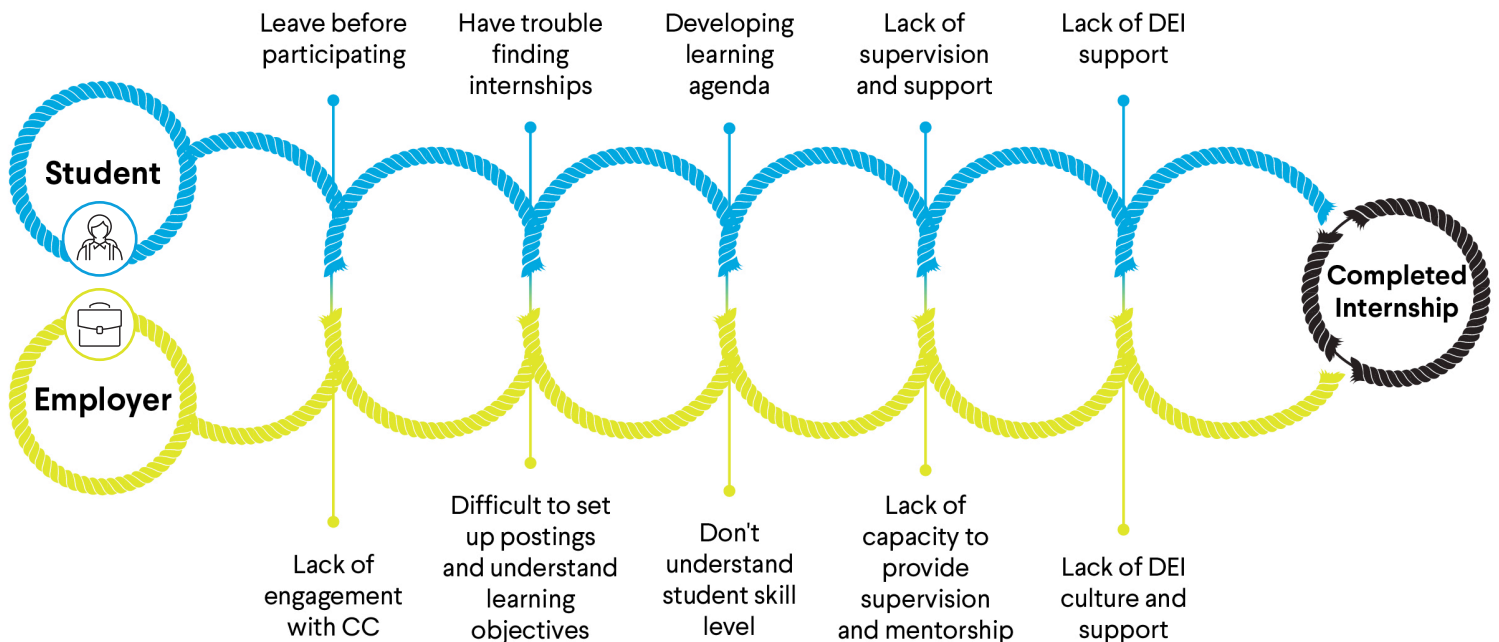 Leave before
participating
Have trouble
finding
internships
Developing
learning
agenda
Lack of
supervision
and support
Lack of DEI
support
Student
Employer
Completed
Internship
Lack of
engagement
with CC
Difficult to set
up postings
and understand
learning
objectives
Don't
understand
student skill
level
Lack of
capacity to
provide
supervision
and mentorship
Lack of DEI
culture and
support